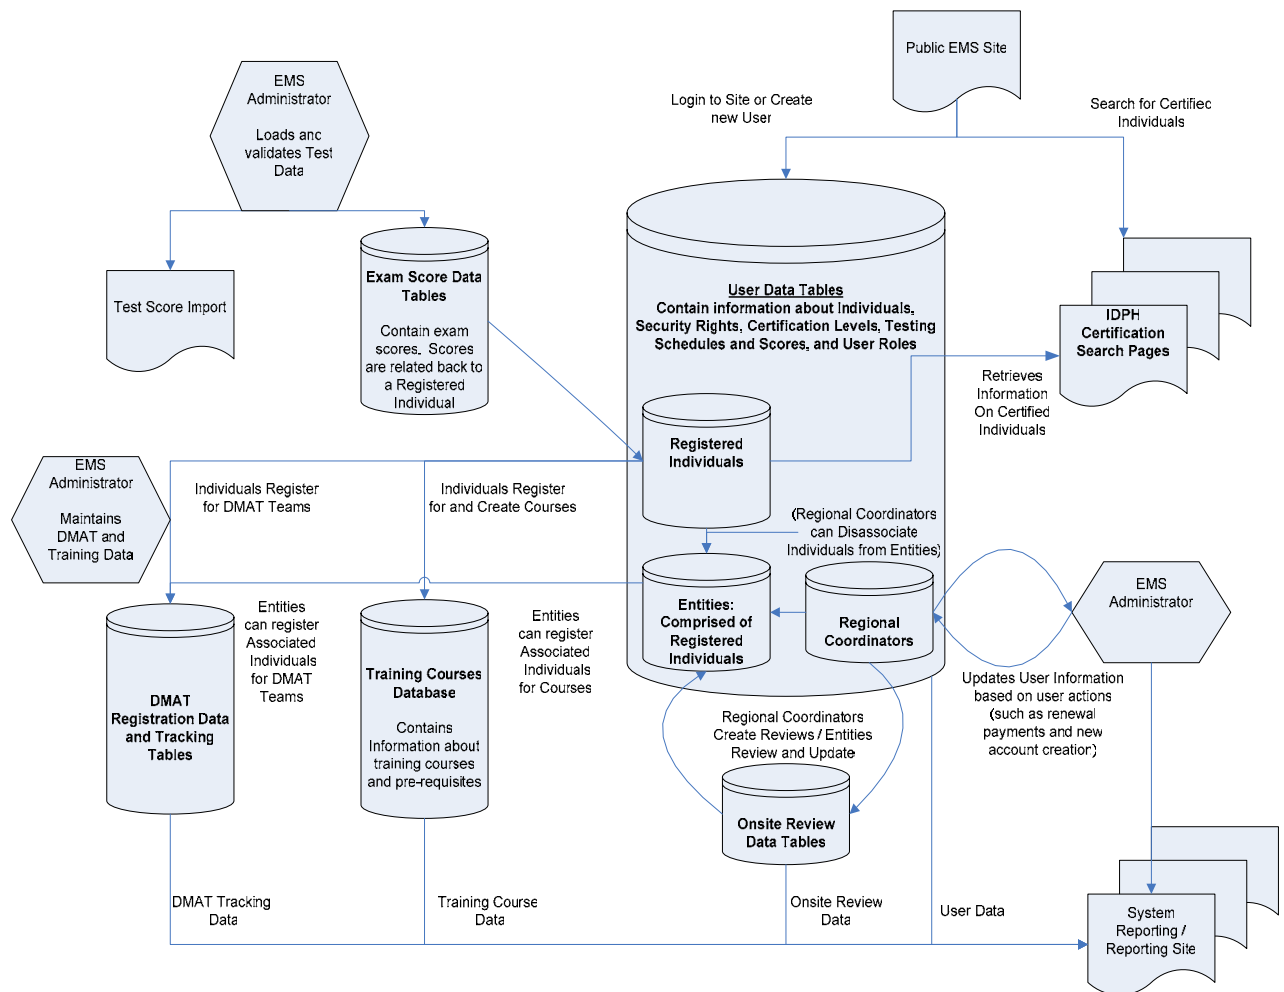 Public EMS Site
EMS
Administrator
Loads and
validates Test
Data
Login to Site or Create
new User
Search for Certified
Individuals
Test Score Import
Exam Score Data
Tables
Contain exam
scores. Scores
are related back to
a Registered
Individual
User Data Tables
Contain information about Individuals,
Security Rights, Certification Levels, Testing
Schedules and Scores, and User Roles
IDPH
Certification
Search Pages
Retrieves
Information
On Certified
Individuals
Registered
Individuals
EMS
Administrator
Maintains
DMAT and
Training Data
Individuals Register
for DMAT Teams
Individuals Register
for and Create Courses
(Regional Coordinators
can Disassociate
Individuals from Entities)
Entities
can register
Associated
Individuals
for DMAT
Teams
Entities
can register
Associated
Individuals
for Courses
Entities:
Comprised of
Registered
Individuals
Regional
Coordinators
EMS
Administrator
Updates User Information
based on user actions
(such as renewal
payments and new
account creation)
DMAT
Registration Data
and Tracking
Tables
Training Courses
Database
Contains
Information about
training courses
and pre-requisites
Regional Coordinators
Create Reviews / Entities
Review and Update
Onsite Review
Data Tables
DMAT Tracking
Data
Training Course
Data
Onsite Review
Data
User Data
System
Reporting /
Reporting Site